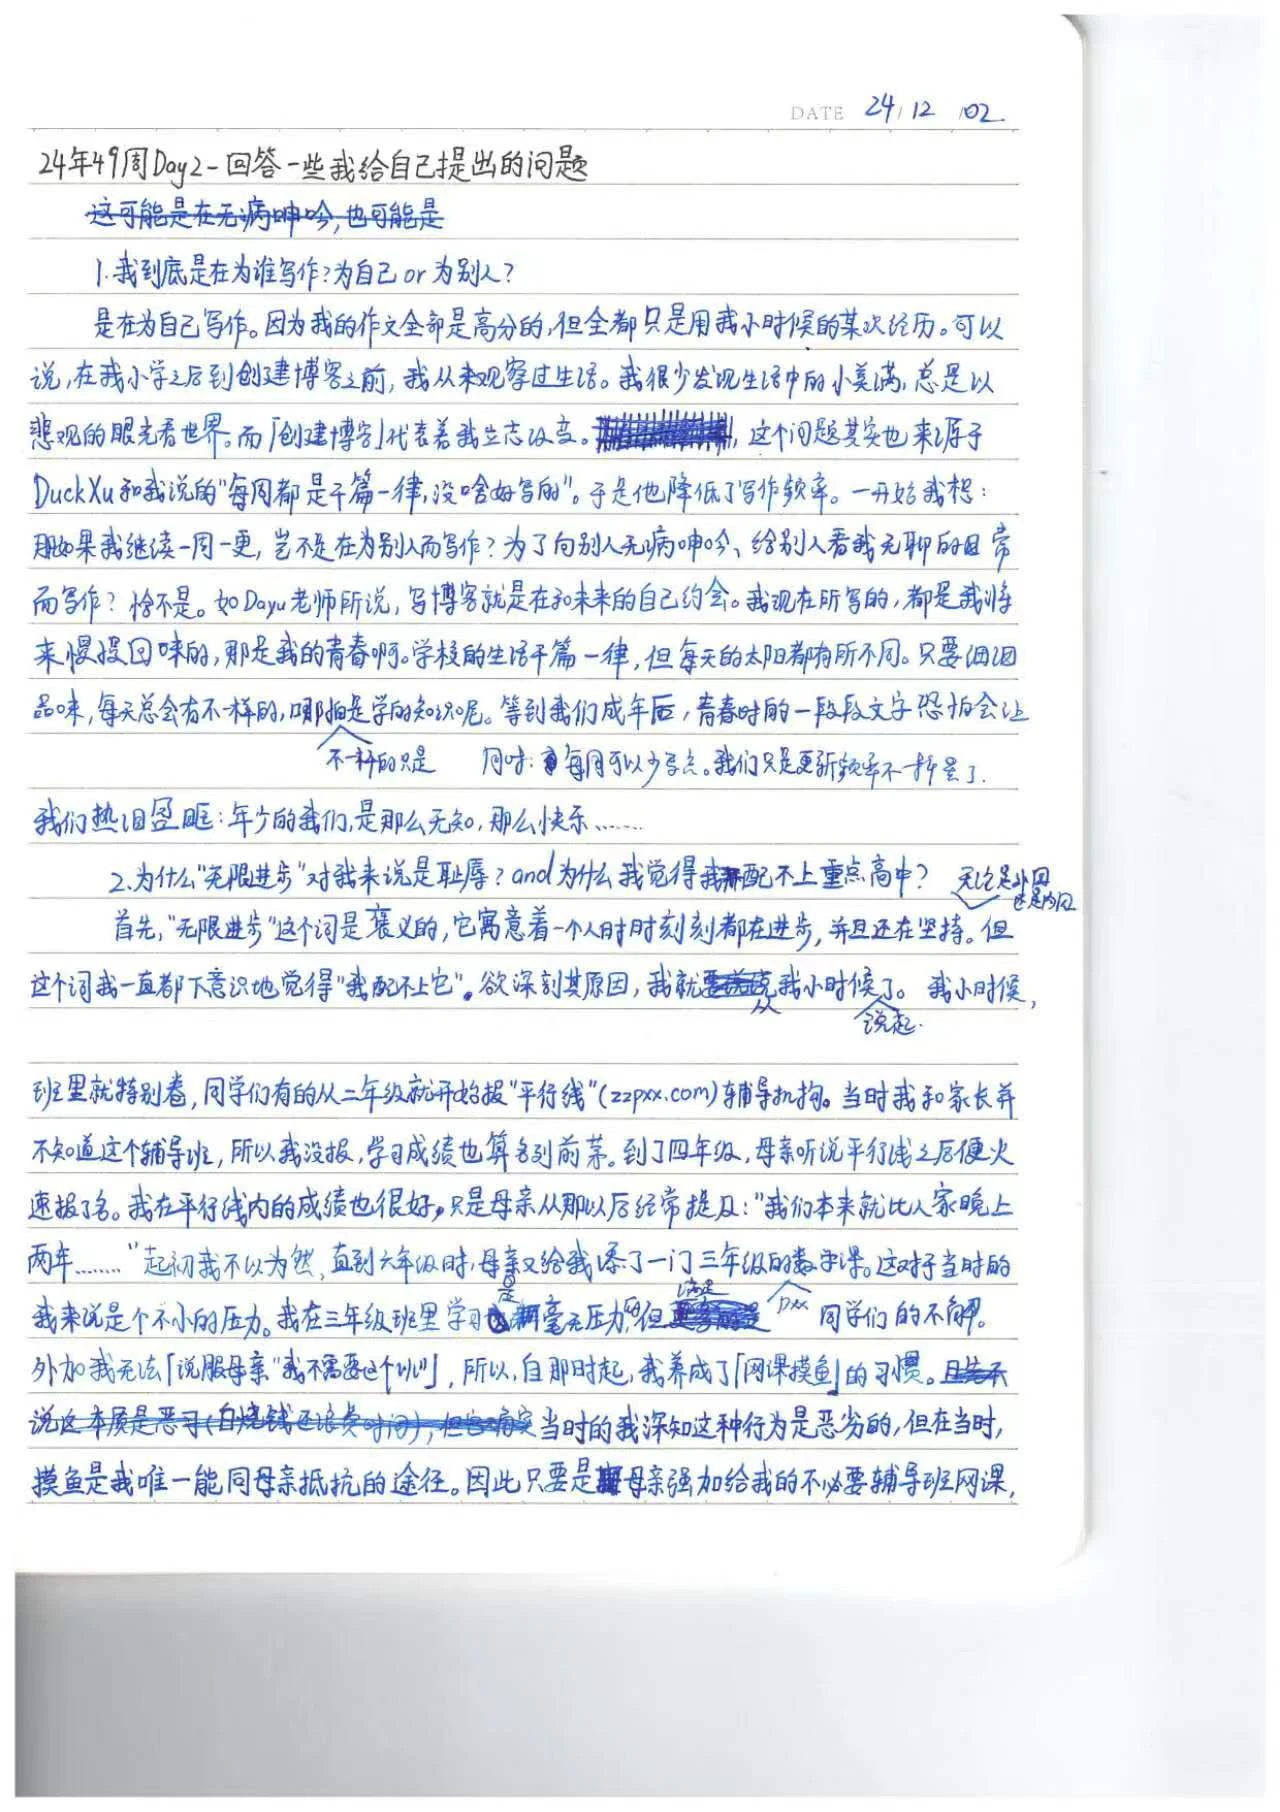 DATE 24/12/02
24年49周Day2-回答一些我给自己提出的问题
这可能是在无病呻吟,也可能是
1.我到底是在为谁写作?为自己or为别人?
是在为自己写作。因为我的作文全部是高分的,但全都只是用我小时候的某次经历。可以
说,在我小学之后到创建博客之前,我从来观察过生活。我很少发现生活中的小美满,总是以
悲观的眼光看世界。而「创建博客」代表着我立志改变。,这个问题其实也来源于
DuckXu和我说的"每周都是千篇一律,没啥好写的"。于是他降低了写作频率。一开始我想:
那如果我继续一周一更,岂不是在为别人而写作?为了向别人无病呻吟、给别人看我无聊的日常
而写作?恰不是。如Dayu老师所说,写博客就是在和未来的自己约会。我现在所写的,都是我将
来慢慢回味的,那是我的青春啊。学校的生活千篇一律,但每天的太阳都有所不同。只要细细
品味,每天总会有不一样的,哪怕是学的知识呢。等到我们成年后,青春时的一段段文字恐怕会让
不一样的只是 同时:每周可以少写点。我们只是更新频率不一样罢了.
我们热泪盈眶:年少的我们,是那么无知,那么快乐……
2.为什么"无限进步"对我来说是耻辱?and为什么我觉得我配不上重点高中? 无论是外因
还是内因
首先,"无限进步"这个词是褒义的,它寓意着一个人时时刻刻都在进步,并且还在坚持。但
这个词我一直都下意识地觉得"我配不上它"。欲深刻其原因,我就我小时候了。我小时候,
从 说起.
班里就特别卷,同学们有的从二年级就开始报"平行线"(zzpxx.com)辅导机构。当时我和家长并
不知道这个辅导班,所以我没报,学习成绩也算名列前茅。到了四年级,母亲听说平行线之后便火
速报了名。我在平行线内的成绩也很好,只是母亲从那以后经常提及:"我们本来就比人家晚上
两年……"起初我不以为然,直到六年级时,母亲又给我添了一门三年级的数学课。这对于当时的
满足 pxx
我来说是个不小的压力。我在三年级班里学习毫无压力,但同学们的不解。
外加我无法「说服母亲"我不需要这个班"」,所以,自那时起,我养成了「网课摸鱼」的习惯。且先不
说这本质是恶习(白烧钱还浪费时间),但当时的我深知这种行为是恶劣的,但在当时,
摸鱼是我唯一能同母亲抵抗的途径。因此只要是母亲强加给我的不必要辅导班网课,